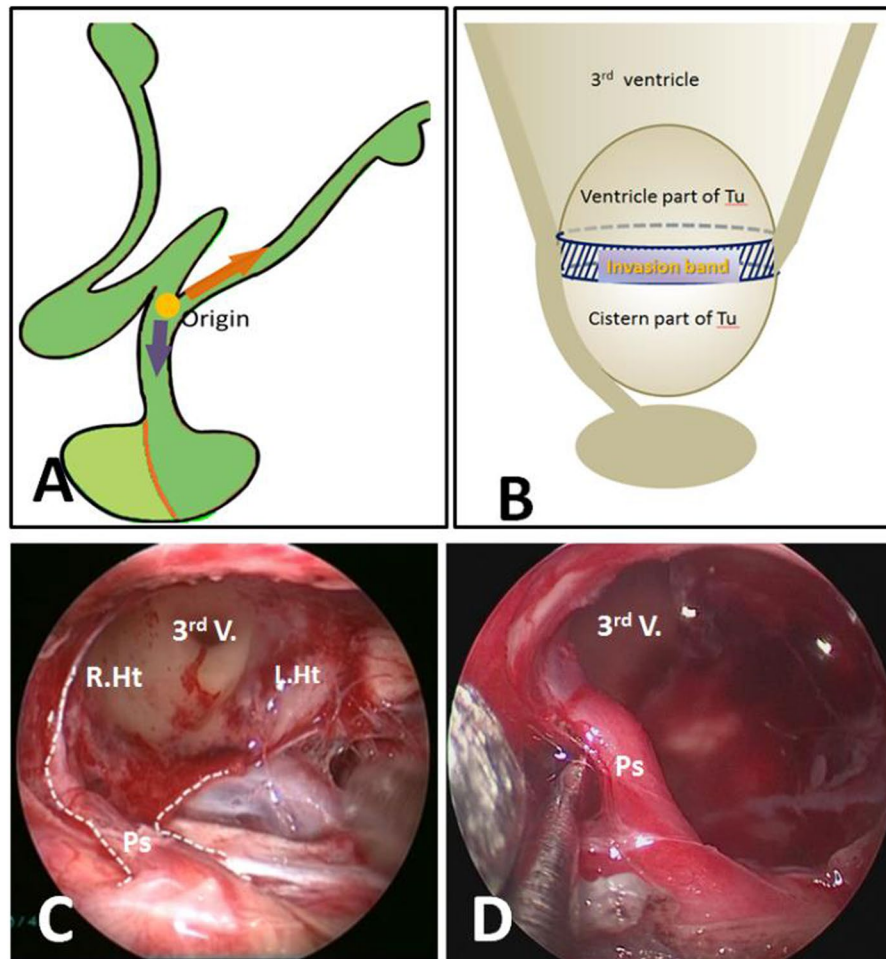 Origin
A
3rd ventricle
Ventricle part of Tu
Invasion band
Cistern part of Tu
B
3rd V.
R.Ht
L.Ht
Ps
C
3rd V.
Ps
D